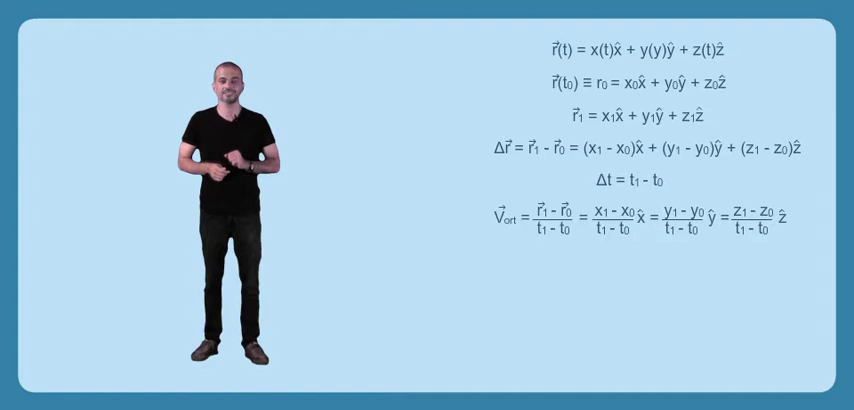 r⃗(t) = x(t)x̂ + y(y)ŷ + z(t)ẑ
r⃗(t₀) ≡ r₀ = x₀x̂ + y₀ŷ + z₀ẑ
r⃗₁ = x₁x̂ + y₁ŷ + z₁ẑ
Δr⃗ = r⃗₁ - r⃗₀ = (x₁ - x₀)x̂ + (y₁ - y₀)ŷ + (z₁ - z₀)ẑ
Δt = t₁ - t₀
V⃗ort = (r⃗₁ - r⃗₀)/(t₁ - t₀) = (x₁ - x₀)/(t₁ - t₀) x̂ = (y₁ - y₀)/(t₁ - t₀) ŷ = (z₁ - z₀)/(t₁ - t₀) ẑ